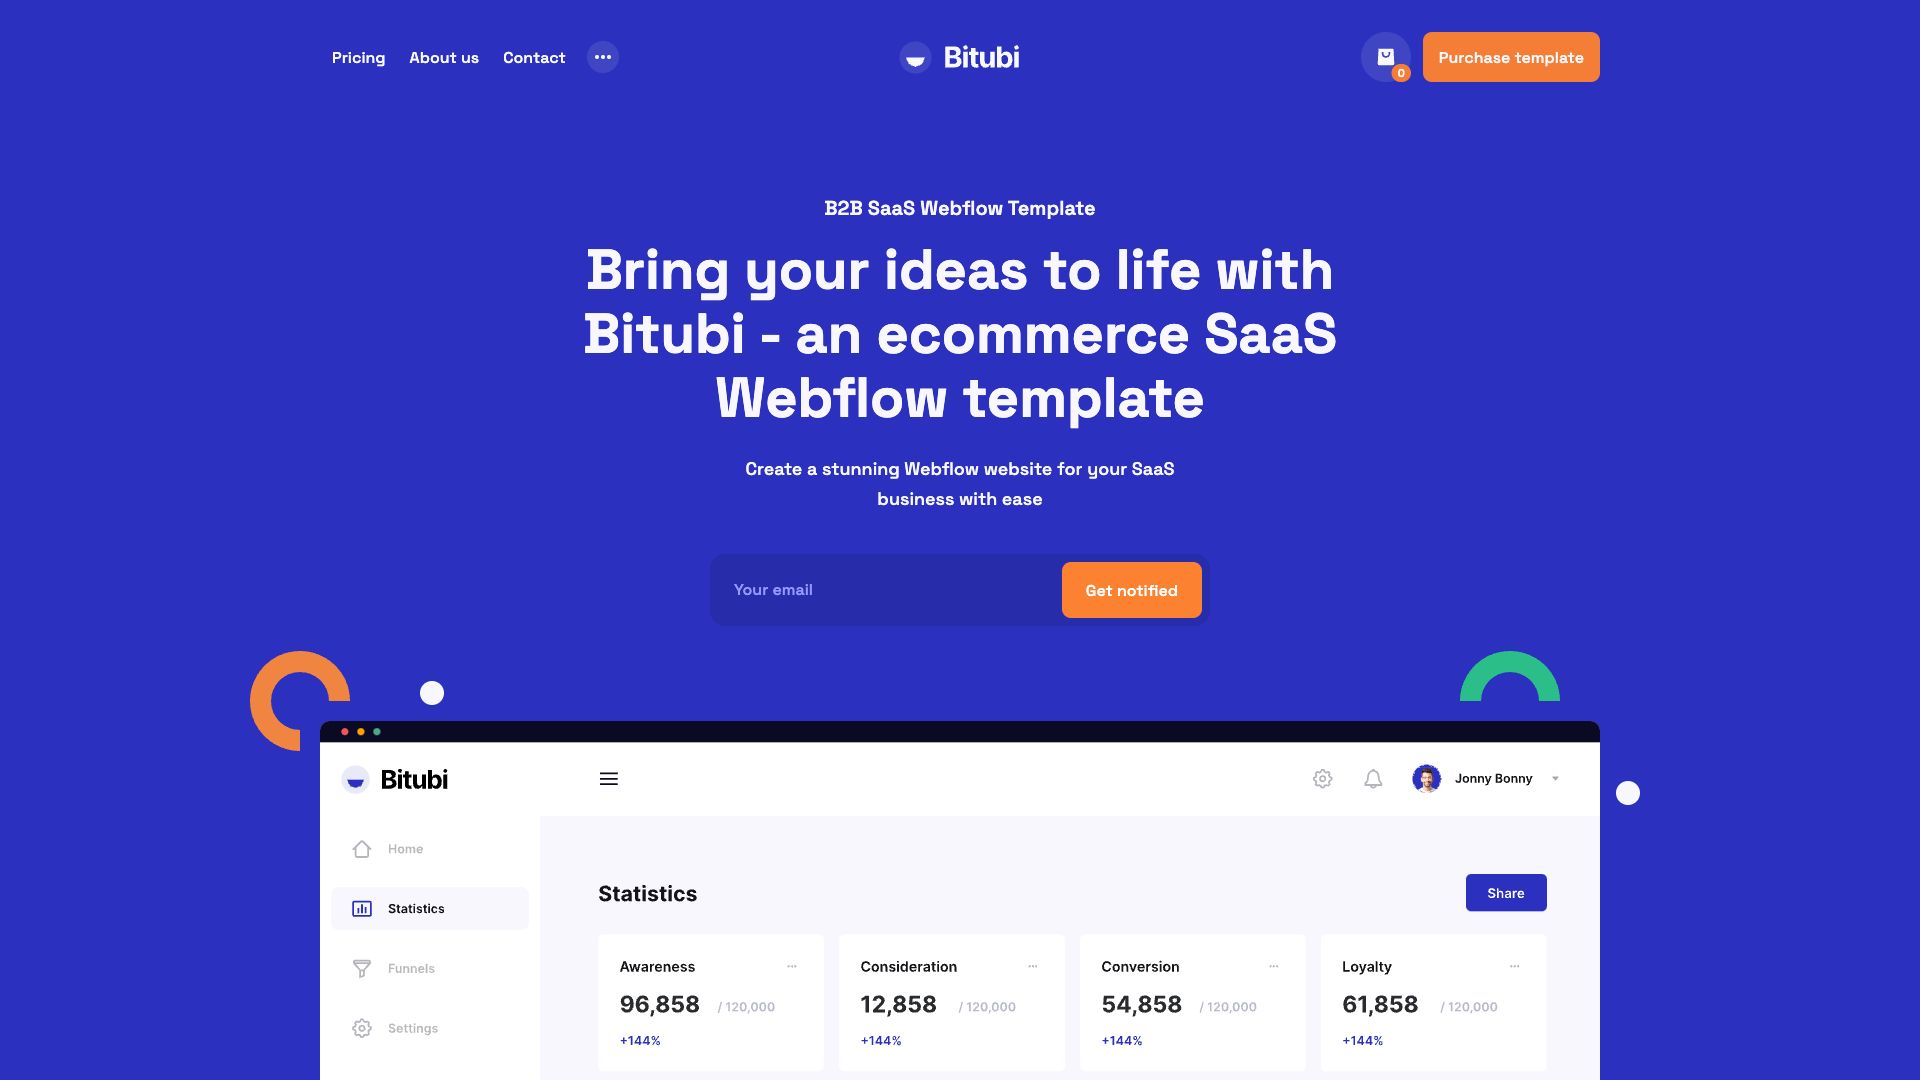 Pricing About us Contact
Bitubi
0
Purchase template
B2B SaaS Webflow Template
Bring your ideas to life with
Bitubi - an ecommerce SaaS
Webflow template
Create a stunning Webflow website for your SaaS
business with ease
Your email
Get notified
Bitubi
Jonny Bonny
Home
Statistics
Funnels
Settings
Statistics
Share
Awareness
96,858 / 120,000
+144%
Consideration
12,858 / 120,000
+144%
Conversion
54,858 / 120,000
+144%
Loyalty
61,858 / 120,000
+144%